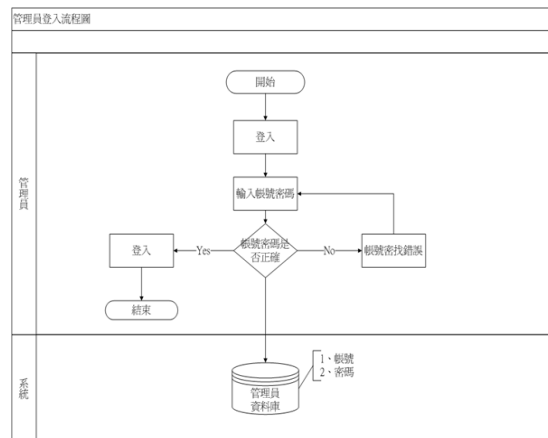 管理員登入流程圖
管理員
開始
登入
輸入帳號密碼
帳號密碼是
否正確
Yes
No
登入
帳號密找錯誤
結束
系統
管理員
資料庫
1、帳號
2、密碼